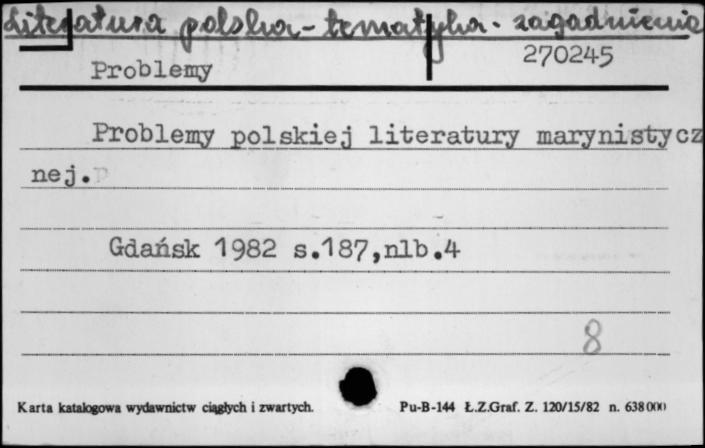 Literatura polska - tematyka - zagadnienia
270245
Problemy
Problemy polskiej literatury marynistycz
nej.
Gdańsk 1982 s.187,nlb.4
8
Karta katalogowa wydawnictw ciągłych i zwartych. Pu-B-144 Ł.Z.Graf. Z. 120/15/82 n. 638000